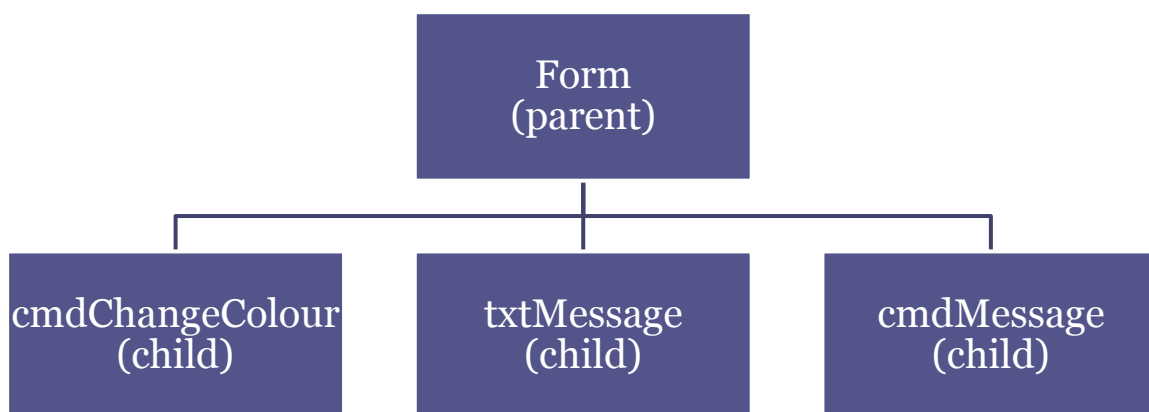 Form
(parent)
cmdChangeColour
(child)
txtMessage
(child)
cmdMessage
(child)